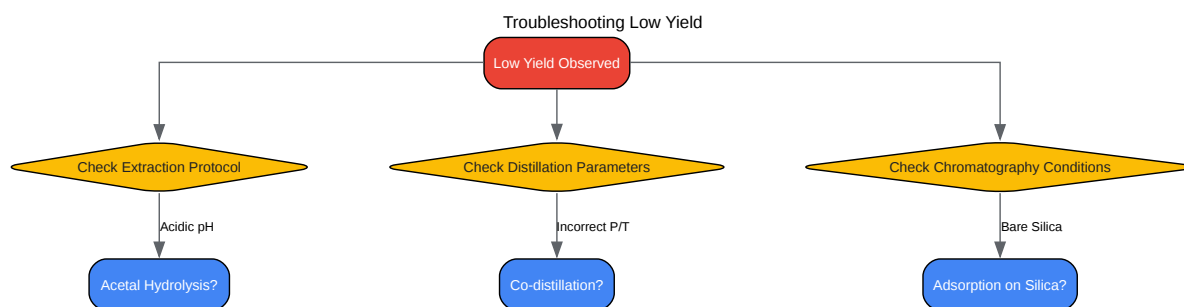 Troubleshooting Low Yield
Low Yield Observed
Check Extraction Protocol
Check Distillation Parameters
Check Chromatography Conditions
Acidic pH
Incorrect P/T
Bare Silica
Acetal Hydrolysis?
Co-distillation?
Adsorption on Silica?